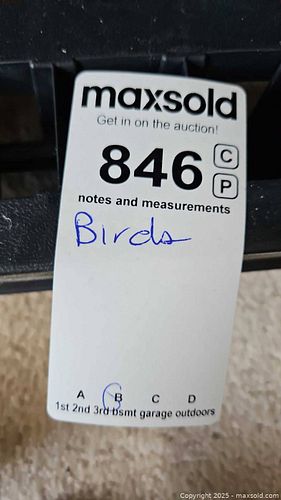 maxsold
Get in on the auction!
846 C
P
notes and measurements
Birds
A B C D
1st 2nd 3rd bsmt garage outdoors
Copyright 2025 - maxsold.com